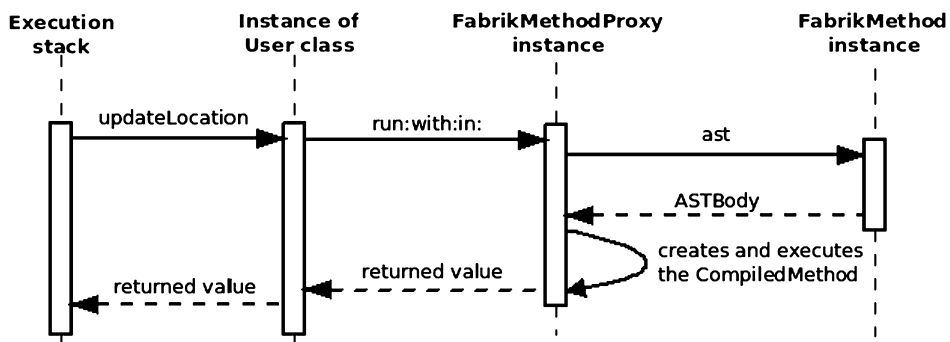 Execution
stack
Instance of
User class
FabrikMethodProxy
instance
FabrikMethod
instance
updateLocation
run:with:in:
ast
ASTBody
creates and executes
the CompiledMethod
returned value
returned value